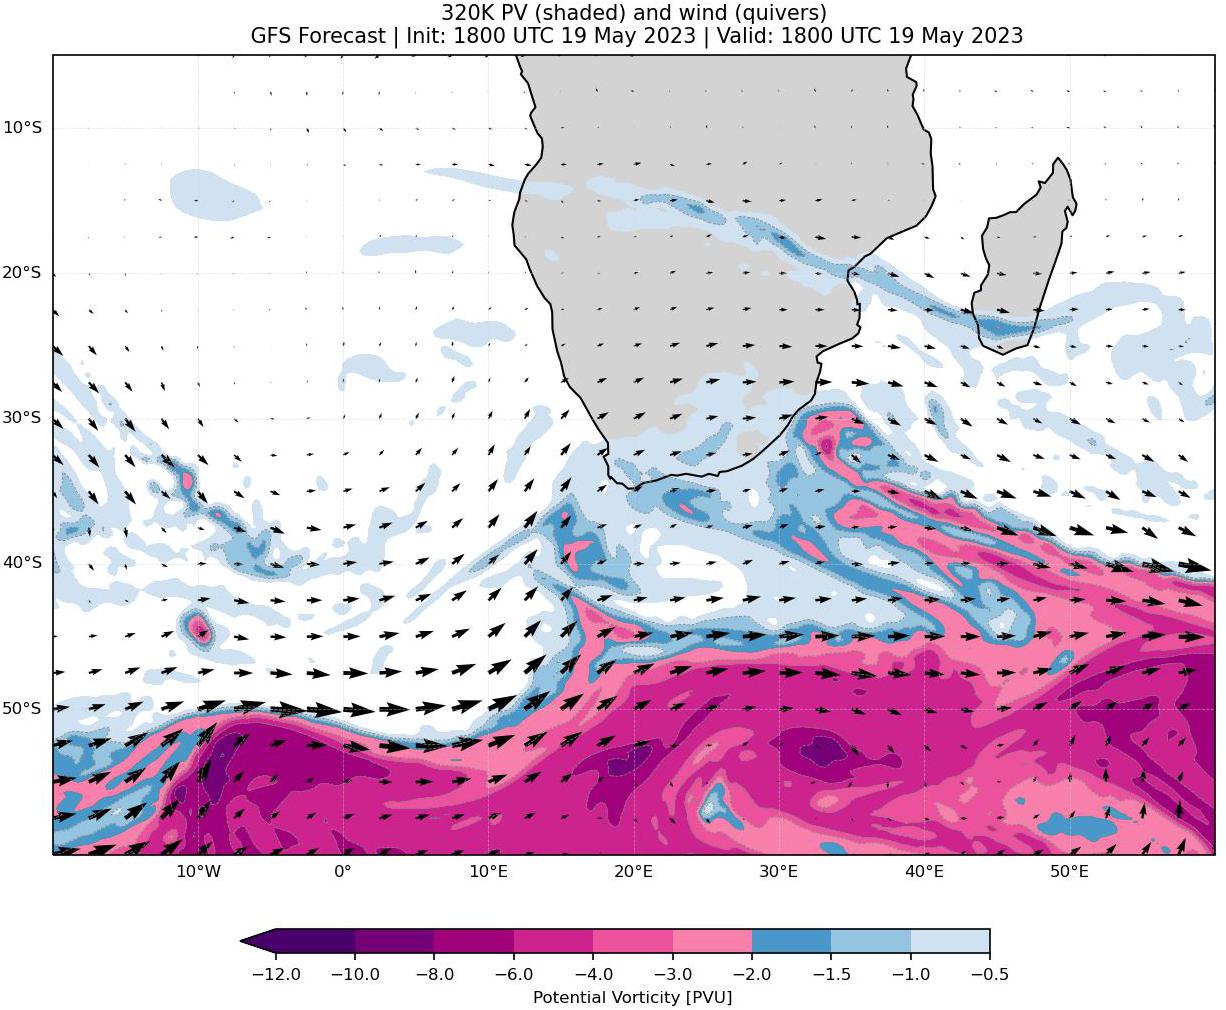 320K PV (shaded) and wind (quivers)
GFS Forecast | Init: 1800 UTC 19 May 2023 | Valid: 1800 UTC 19 May 2023
10°S
20°S
30°S
40°S
50°S
10°W 0° 10°E 20°E 30°E 40°E 50°E
−12.0 −10.0 −8.0 −6.0 −4.0 −3.0 −2.0 −1.5 −1.0 −0.5
Potential Vorticity [PVU]